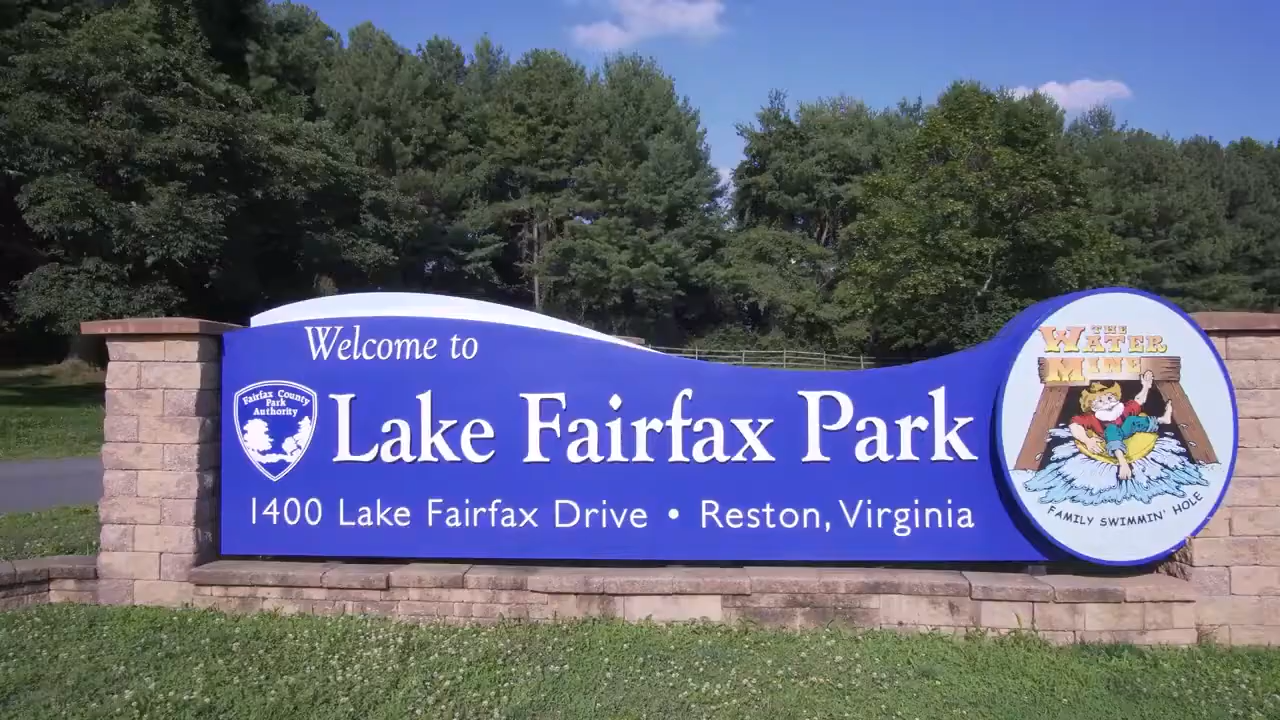 Welcome to
Fairfax County
Park
Authority
Lake Fairfax Park
1400 Lake Fairfax Drive • Reston, Virginia
THE
WATER
MINE
FAMILY SWIMMIN' HOLE